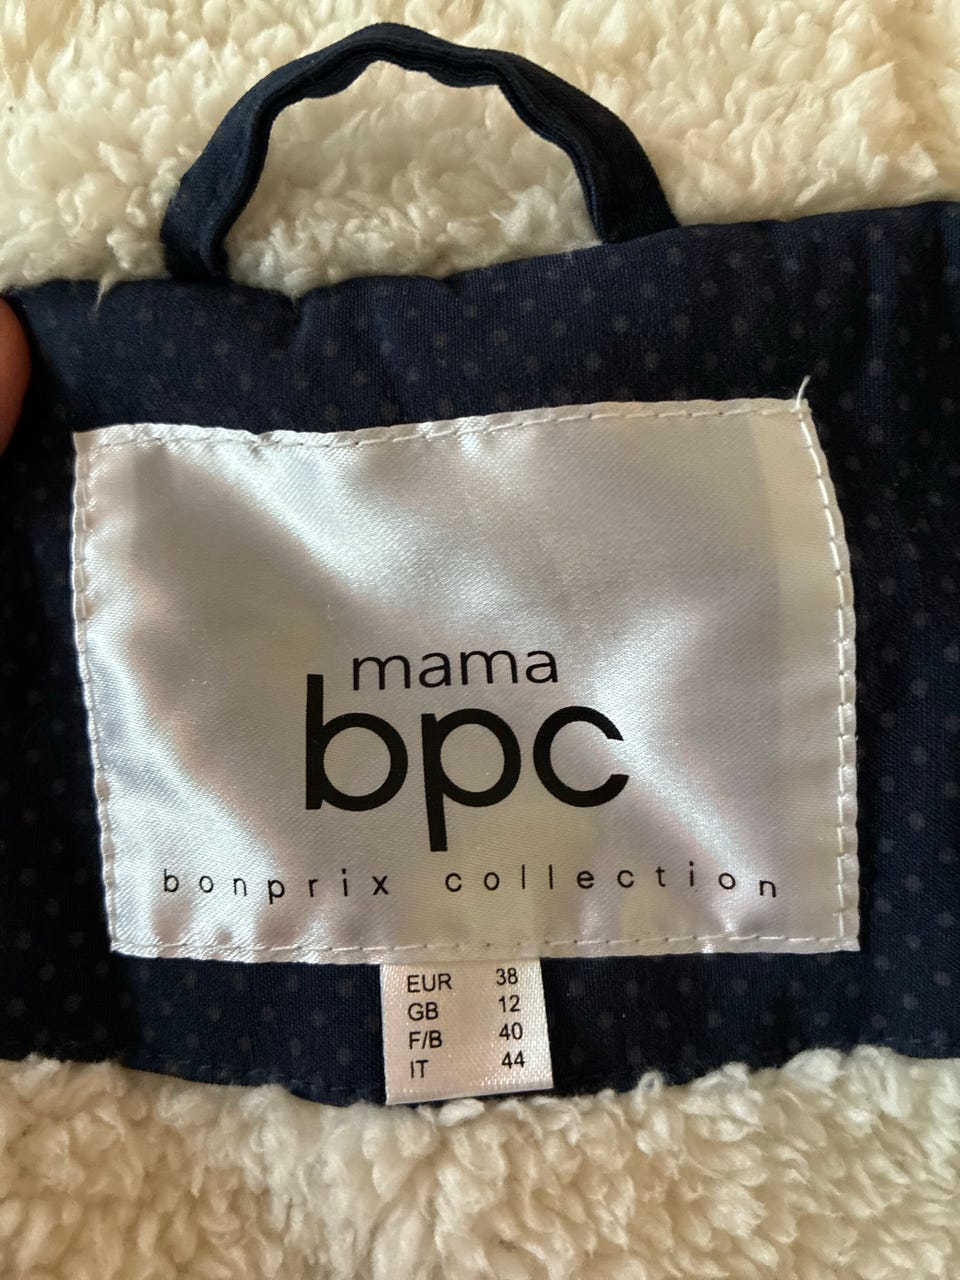 mama
bpc
bonprix collection
EUR 38
GB 12
F/B 40
IT 44